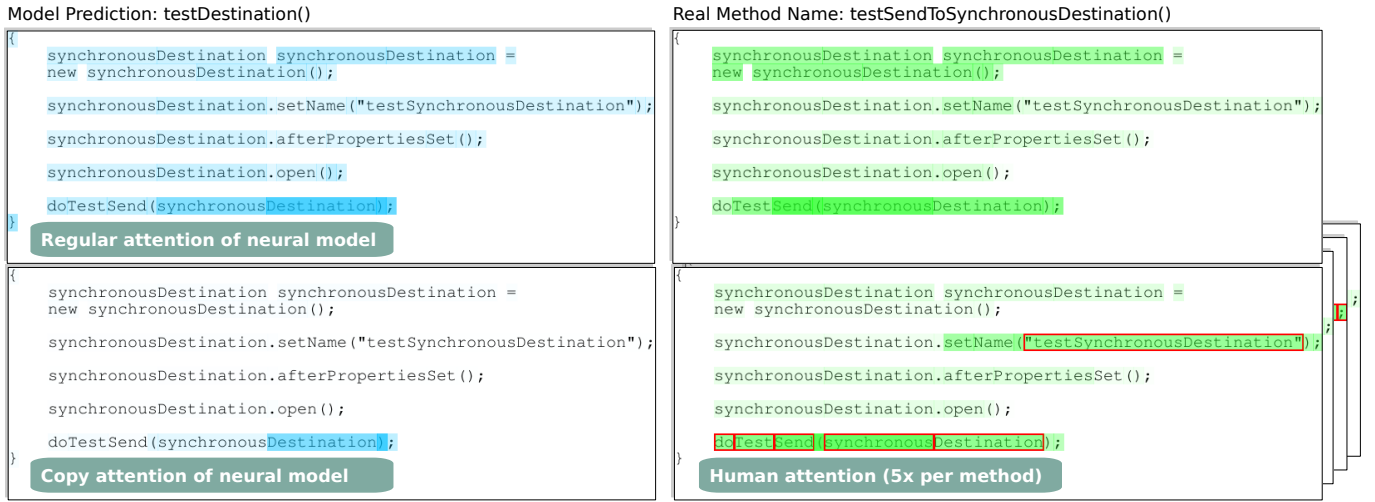 Model Prediction: testDestination()
{
synchronousDestination synchronousDestination =
new synchronousDestination();
synchronousDestination.setName("testSynchronousDestination");
synchronousDestination.afterPropertiesSet();
synchronousDestination.open();
doTestSend(synchronousDestination);
}
Regular attention of neural model
{
synchronousDestination synchronousDestination =
new synchronousDestination();
synchronousDestination.setName("testSynchronousDestination");
synchronousDestination.afterPropertiesSet();
synchronousDestination.open();
doTestSend(synchronousDestination);
}
Copy attention of neural model
Real Method Name: testSendToSynchronousDestination()
{
synchronousDestination synchronousDestination =
new synchronousDestination();
synchronousDestination.setName("testSynchronousDestination");
synchronousDestination.afterPropertiesSet();
synchronousDestination.open();
doTestSend(synchronousDestination);
}
{
synchronousDestination synchronousDestination =
new synchronousDestination();
synchronousDestination.setName("testSynchronousDestination");
synchronousDestination.afterPropertiesSet();
synchronousDestination.open();
doTestSend(synchronousDestination);
}
Human attention (5x per method)
;
;
;